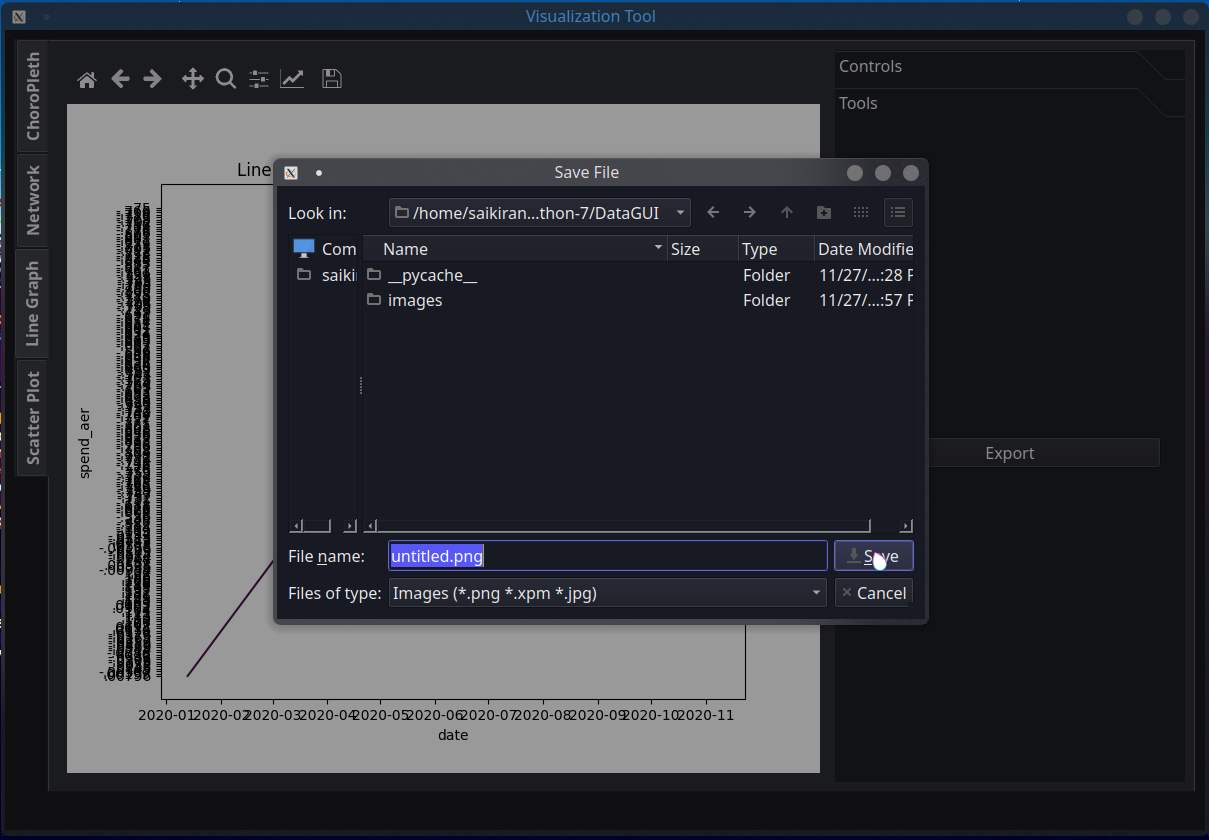 Visualization Tool
ChoroPleth
Network
Line Graph
Scatter Plot
Controls
Tools
Export
Line
spend_aer
2020-01 2020-02 2020-03 2020-04 2020-05 2020-06 2020-07 2020-08 2020-09 2020-10 2020-11
date
Save File
Look in: /home/saikiran...thon-7/DataGUI
Com
saikir
Name Size Type Date Modifie
__pycache__ Folder 11/27/...:28 P
images Folder 11/27/...:57 P
File name: untitled.png Save
Files of type: Images (*.png *.xpm *.jpg) Cancel